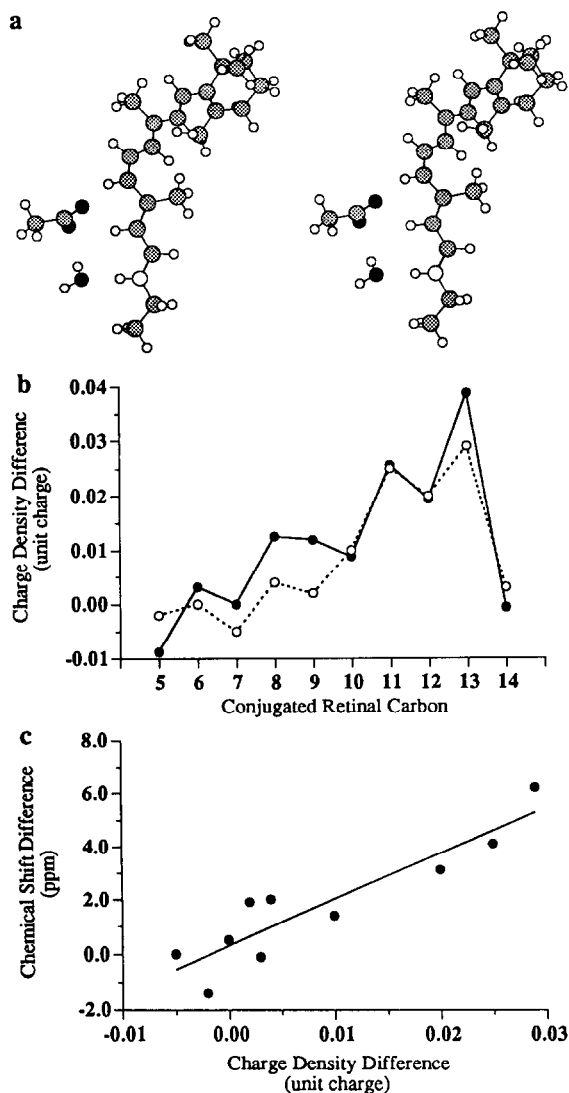 a
b
Charge Density Differenc
(unit charge)
0.04
0.03
0.02
0.01
0.00
-0.01
5 6 7 8 9 10 11 12 13 14
Conjugated Retinal Carbon
c
Chemical Shift Difference
(ppm)
8.0
6.0
4.0
2.0
0.0
-2.0
-0.01 0.00 0.01 0.02 0.03
Charge Density Difference
(unit charge)